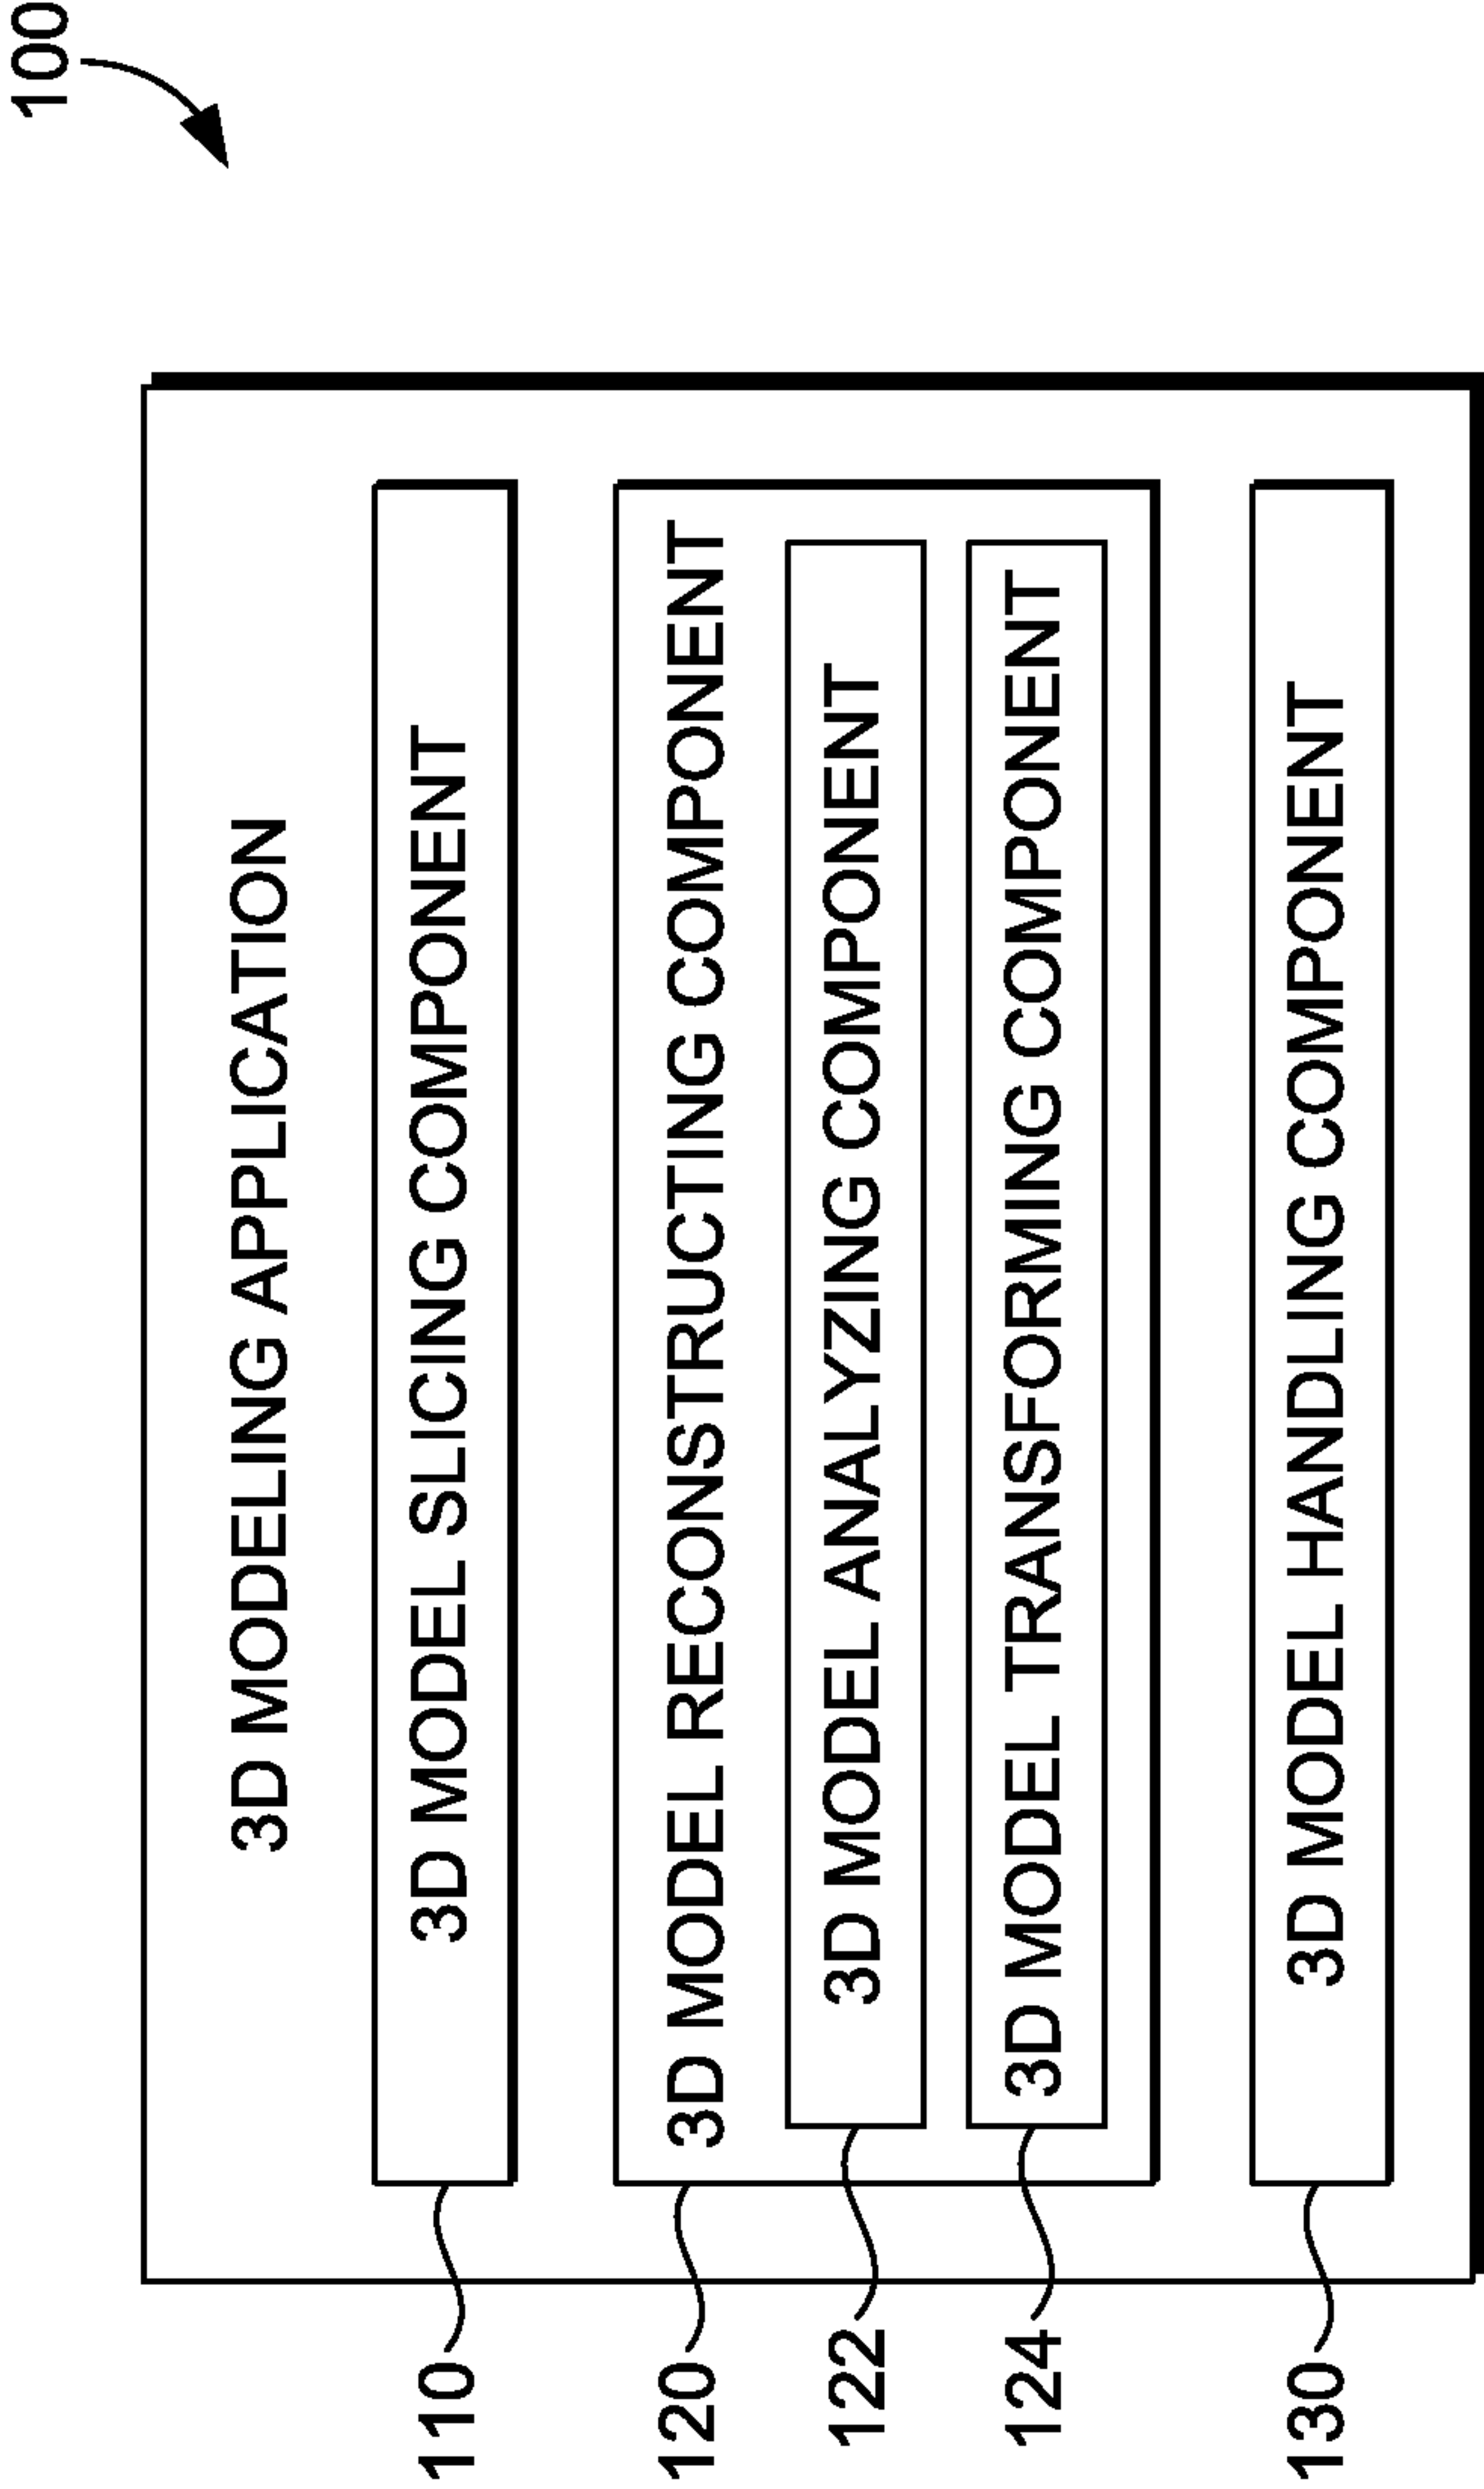 100
3D MODELING APPLICATION
110
3D MODEL SLICING COMPONENT
120
3D MODEL RECONSTRUCTING COMPONENT
122
3D MODEL ANALYZING COMPONENT
124
3D MODEL TRANSFORMING COMPONENT
130
3D MODEL HANDLING COMPONENT